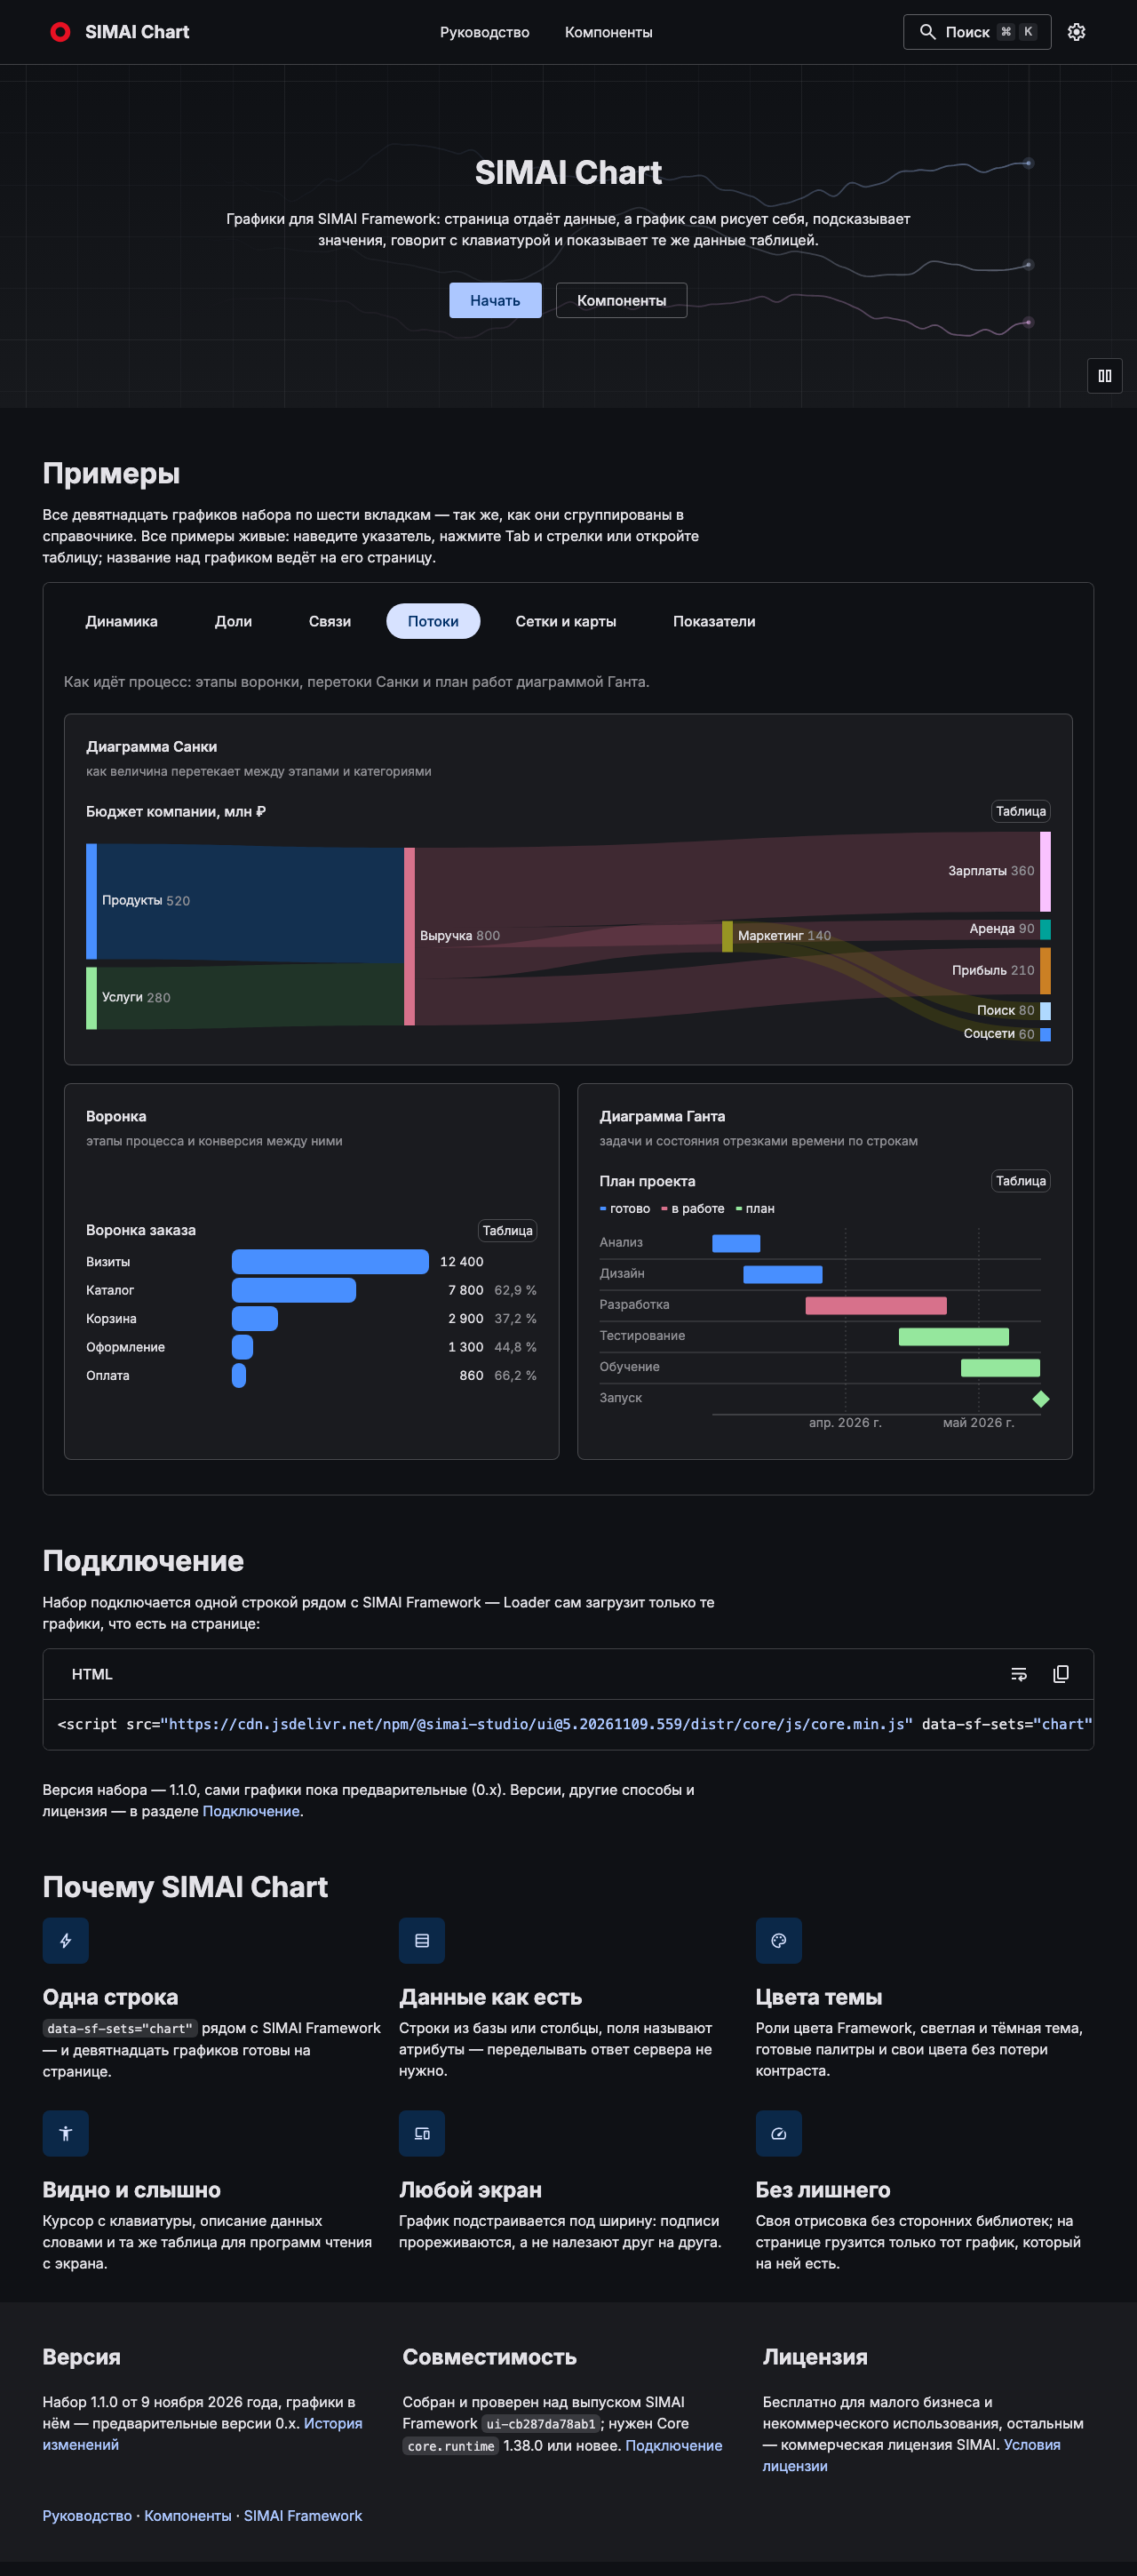 SIMAI Chart
Руководство
Компоненты
Поиск ⌘ K
SIMAI Chart
Графики для SIMAI Framework: страница отдаёт данные, а график сам рисует себя, подсказывает
значения, говорит с клавиатурой и показывает те же данные таблицей.
Начать
Компоненты
Примеры
Все девятнадцать графиков набора по шести вкладкам — так же, как они сгруппированы в
справочнике. Все примеры живые: наведите указатель, нажмите Tab и стрелки или откройте
таблицу; название над графиком ведёт на его страницу.
Динамика
Доли
Связи
Потоки
Сетки и карты
Показатели
Как идёт процесс: этапы воронки, перетоки Санки и план работ диаграммой Ганта.
Диаграмма Санки
как величина перетекает между этапами и категориями
Бюджет компании, млн ₽
Таблица
Продукты 520
Услуги 280
Выручка 800
Маркетинг 140
Зарплаты 360
Аренда 90
Прибыль 210
Поиск 80
Соцсети 60
Воронка
этапы процесса и конверсия между ними
Воронка заказа
Таблица
Визиты 12 400
Каталог 7 800 62,9 %
Корзина 2 900 37,2 %
Оформление 1 300 44,8 %
Оплата 860 66,2 %
Диаграмма Ганта
задачи и состояния отрезками времени по строкам
План проекта
Таблица
готово в работе план
Анализ
Дизайн
Разработка
Тестирование
Обучение
Запуск
апр. 2026 г.
май 2026 г.
Подключение
Набор подключается одной строкой рядом с SIMAI Framework — Loader сам загрузит только те
графики, что есть на странице:
HTML
<script src="https://cdn.jsdelivr.net/npm/@simai-studio/ui@5.20261109.559/distr/core/js/core.min.js" data-sf-sets="chart"
Версия набора — 1.1.0, сами графики пока предварительные (0.x). Версии, другие способы и
лицензия — в разделе Подключение.
Почему SIMAI Chart
Одна строка
data-sf-sets="chart" рядом с SIMAI Framework
— и девятнадцать графиков готовы на
странице.
Данные как есть
Строки из базы или столбцы, поля называют
атрибуты — переделывать ответ сервера не
нужно.
Цвета темы
Роли цвета Framework, светлая и тёмная тема,
готовые палитры и свои цвета без потери
контраста.
Видно и слышно
Курсор с клавиатуры, описание данных
словами и та же таблица для программ чтения
с экрана.
Любой экран
График подстраивается под ширину: подписи
прореживаются, а не налезают друг на друга.
Без лишнего
Своя отрисовка без сторонних библиотек; на
странице грузится только тот график, который
на ней есть.
Версия
Набор 1.1.0 от 9 ноября 2026 года, графики в
нём — предварительные версии 0.x. История
изменений
Совместимость
Собран и проверен над выпуском SIMAI
Framework ui-cb287da78ab1; нужен Core
core.runtime 1.38.0 или новее. Подключение
Лицензия
Бесплатно для малого бизнеса и
некоммерческого использования, остальным
— коммерческая лицензия SIMAI. Условия
лицензии
Руководство · Компоненты · SIMAI Framework